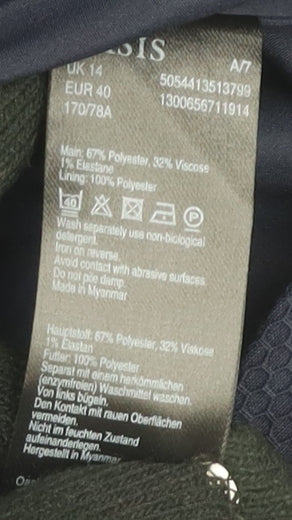 SIS
A/7
UK 14
5054413513799
EUR 40
1300656711914
170/78A
Main: 67% Polyester, 32% Viscose
1% Elastane
Lining: 100% Polyester
40
P
Wash separately use non-biological
detergent.
Iron on reverse.
Avoid contact with abrasive surfaces.
Do not pile damp.
Made in Myanmar
Hauptstoff: 67% Polyester, 32% Viskose
1% Elastan
Futter: 100% Polyester
Separat mit einem herkömmlichen
(enzymfreien) Waschmittel waschen.
Von links bügeln.
Den Kontakt mit rauen Oberflächen
vermeiden.
Nicht im feuchten Zustand
aufeinanderlegen.
Hergestellt in Myanmar